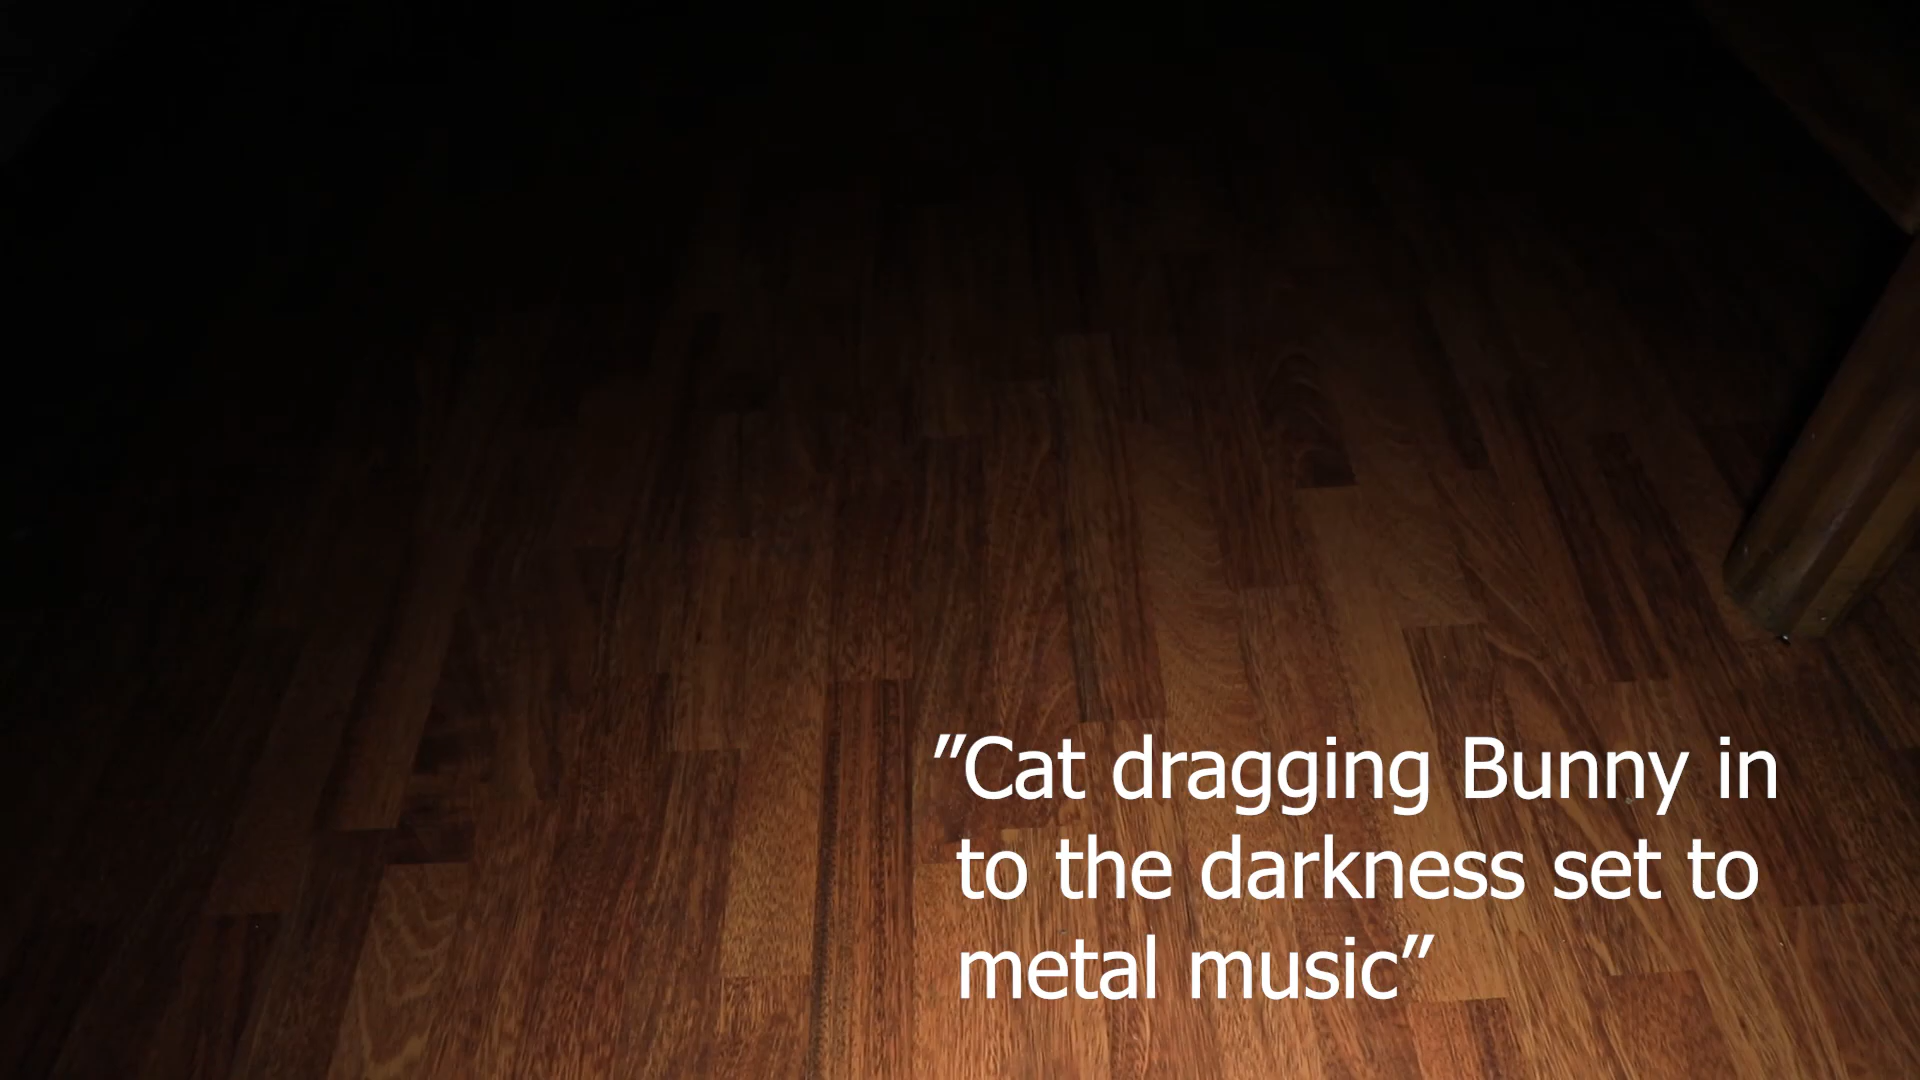 ”Cat dragging Bunny in
to the darkness set to
metal music”